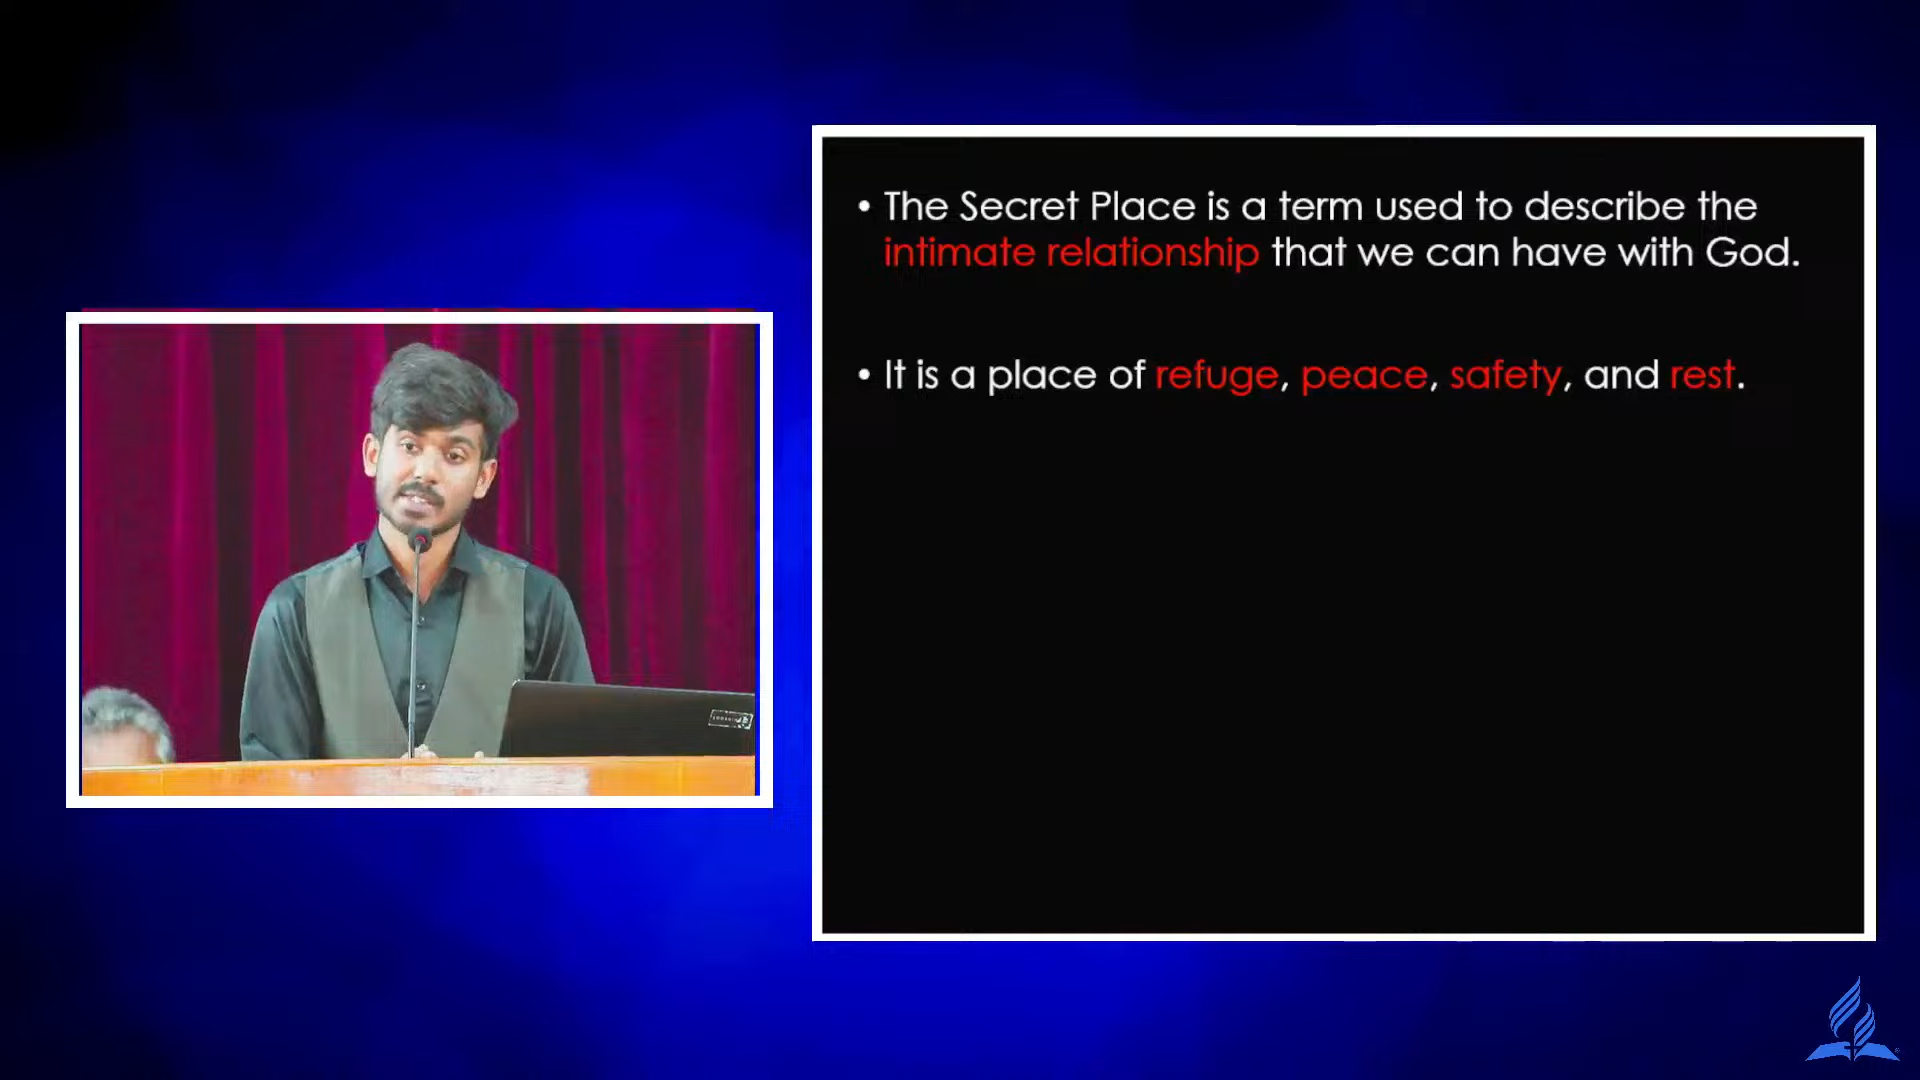 • The Secret Place is a term used to describe the
intimate relationship that we can have with God.
• It is a place of refuge, peace, safety, and rest.